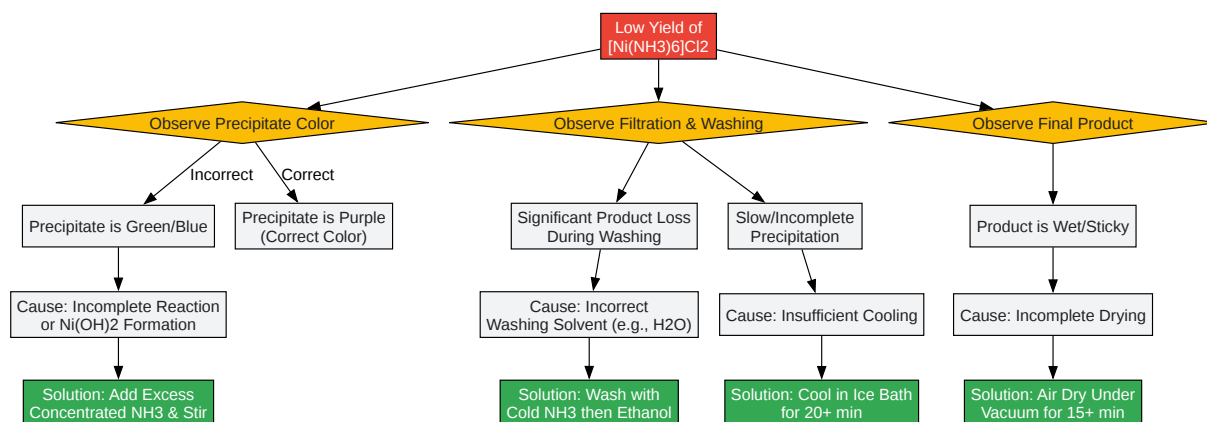 Low Yield of
[Ni(NH3)6]Cl2
Observe Precipitate Color
Observe Filtration & Washing
Observe Final Product
Incorrect
Correct
Precipitate is Green/Blue
Precipitate is Purple
(Correct Color)
Significant Product Loss
During Washing
Slow/Incomplete
Precipitation
Product is Wet/Sticky
Cause: Incomplete Reaction
or Ni(OH)2 Formation
Cause: Incorrect
Washing Solvent (e.g., H2O)
Cause: Insufficient Cooling
Cause: Incomplete Drying
Solution: Add Excess
Concentrated NH3 & Stir
Solution: Wash with
Cold NH3 then Ethanol
Solution: Cool in Ice Bath
for 20+ min
Solution: Air Dry Under
Vacuum for 15+ min